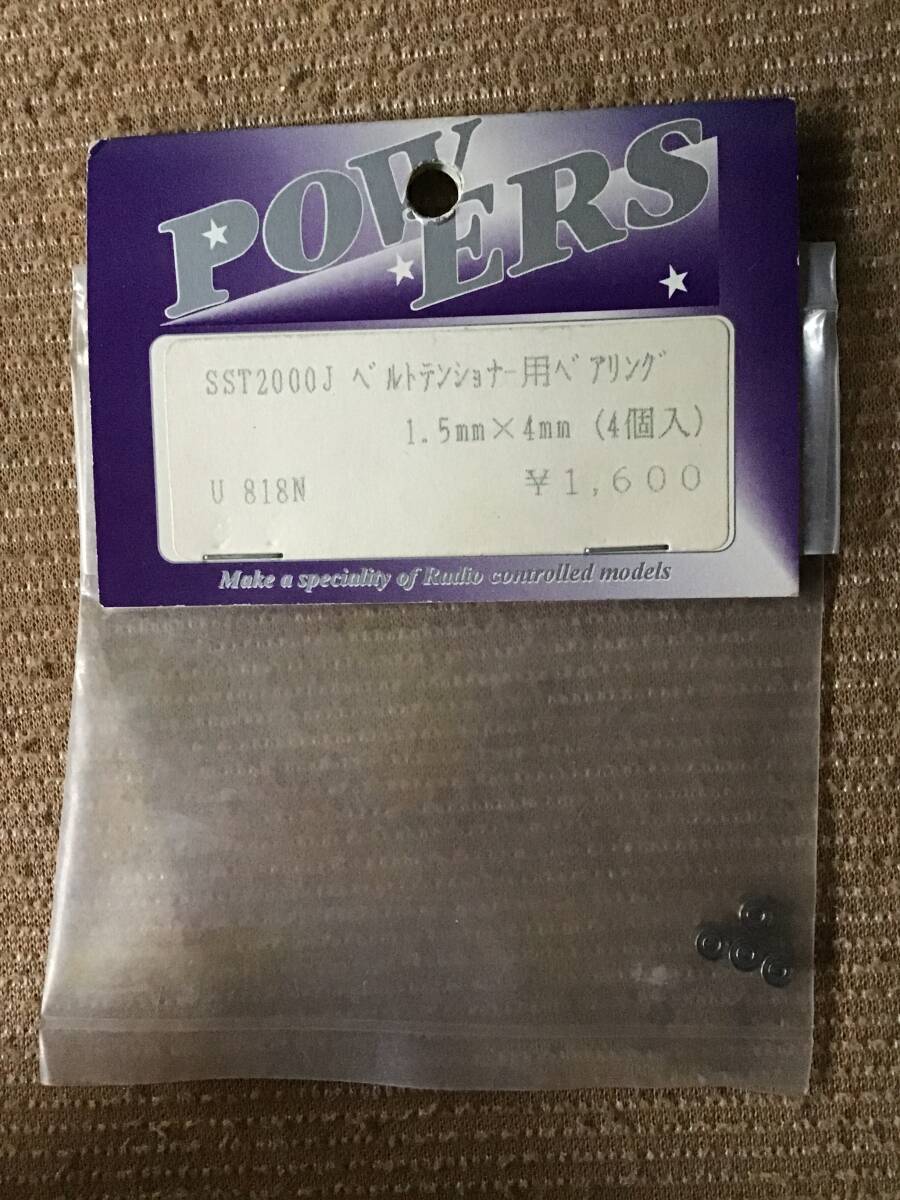 POWERS
SST2000J ベルトテンショナー用ベアリング
1.5mm×4mm (4個入)
U 818N ¥1,600
Make a speciality of Radio controlled models